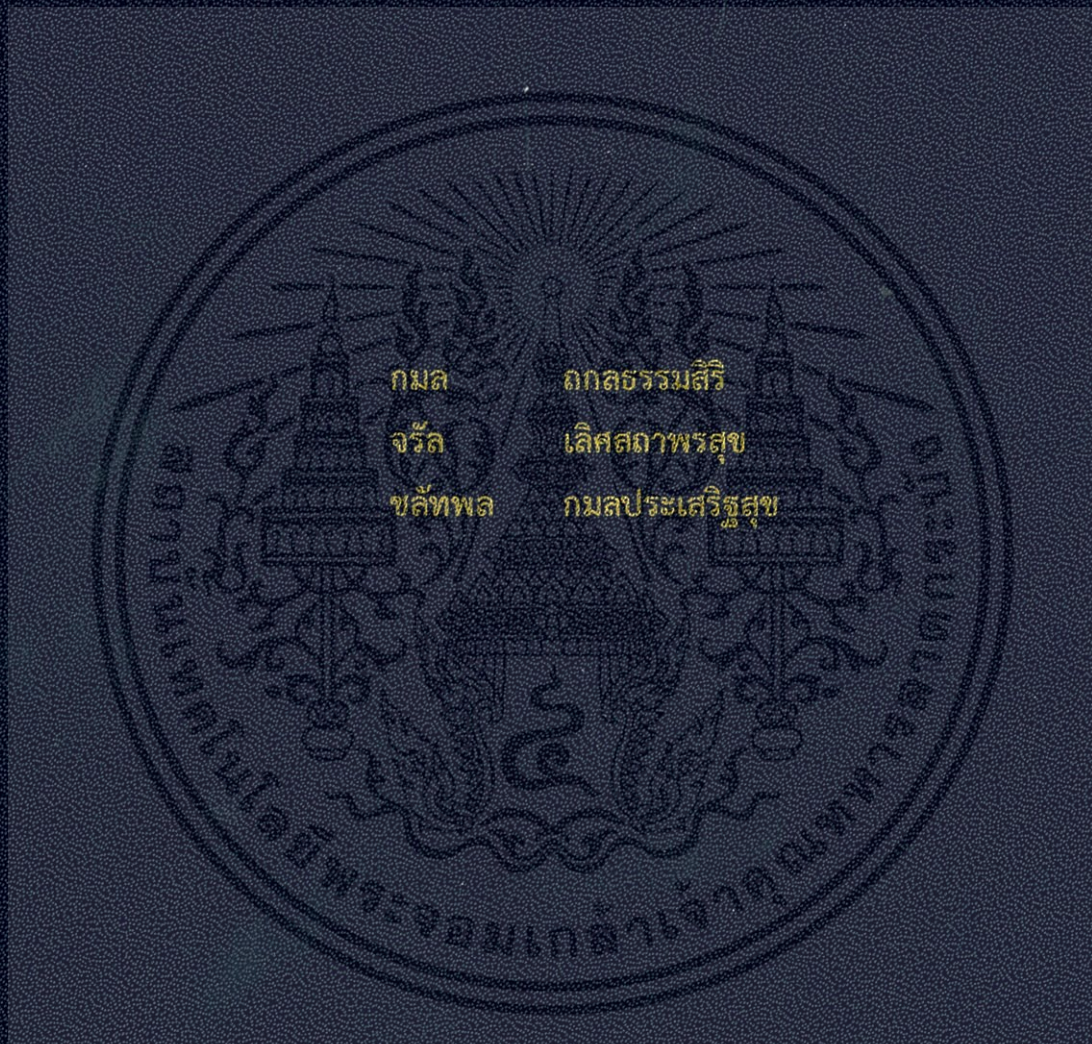 กมล ถกลธรรมสิริ
จรัล เลิศสถาพรสุข
ชลัทพล กมลประเสริฐสุข
สถาบันเทคโนโลยีพระจอมเกล้าเจ้าคุณทหารลาดกระบัง